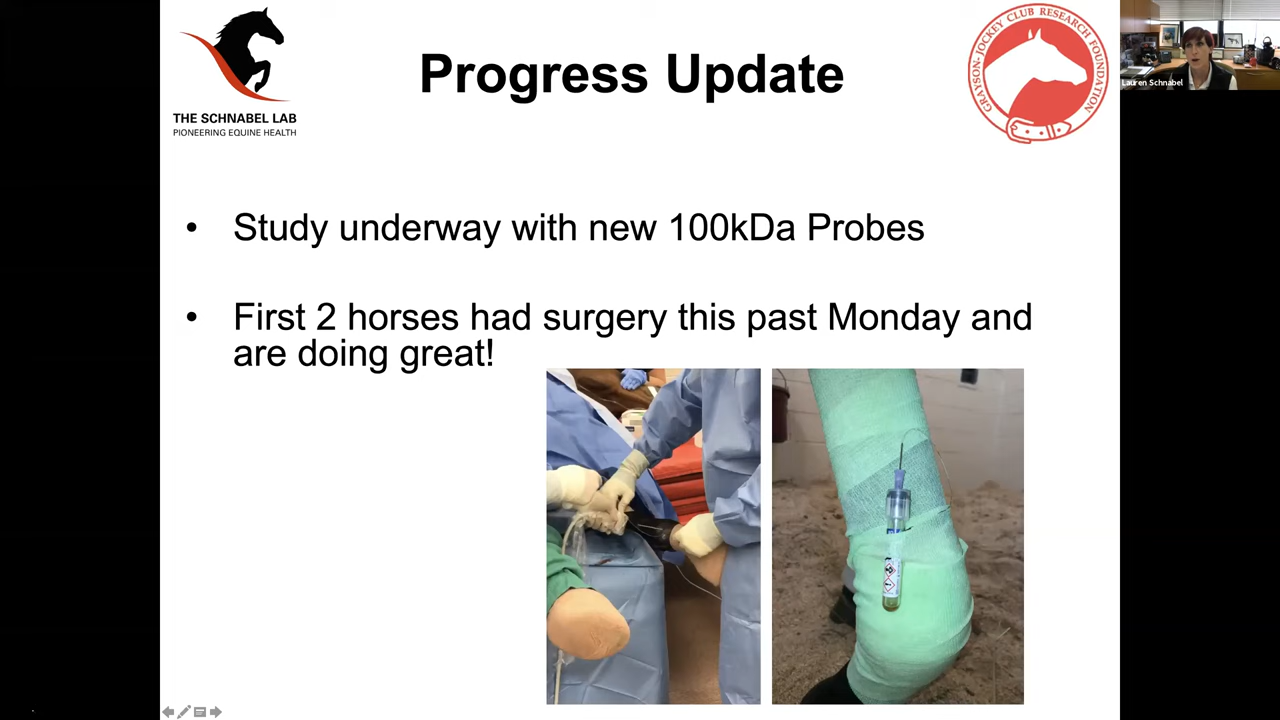 THE SCHNABEL LAB
PIONEERING EQUINE HEALTH
Progress Update
GRAYSON-JOCKEY CLUB RESEARCH FOUNDATION
Lauren Schnabel
• Study underway with new 100kDa Probes
• First 2 horses had surgery this past Monday and
are doing great!